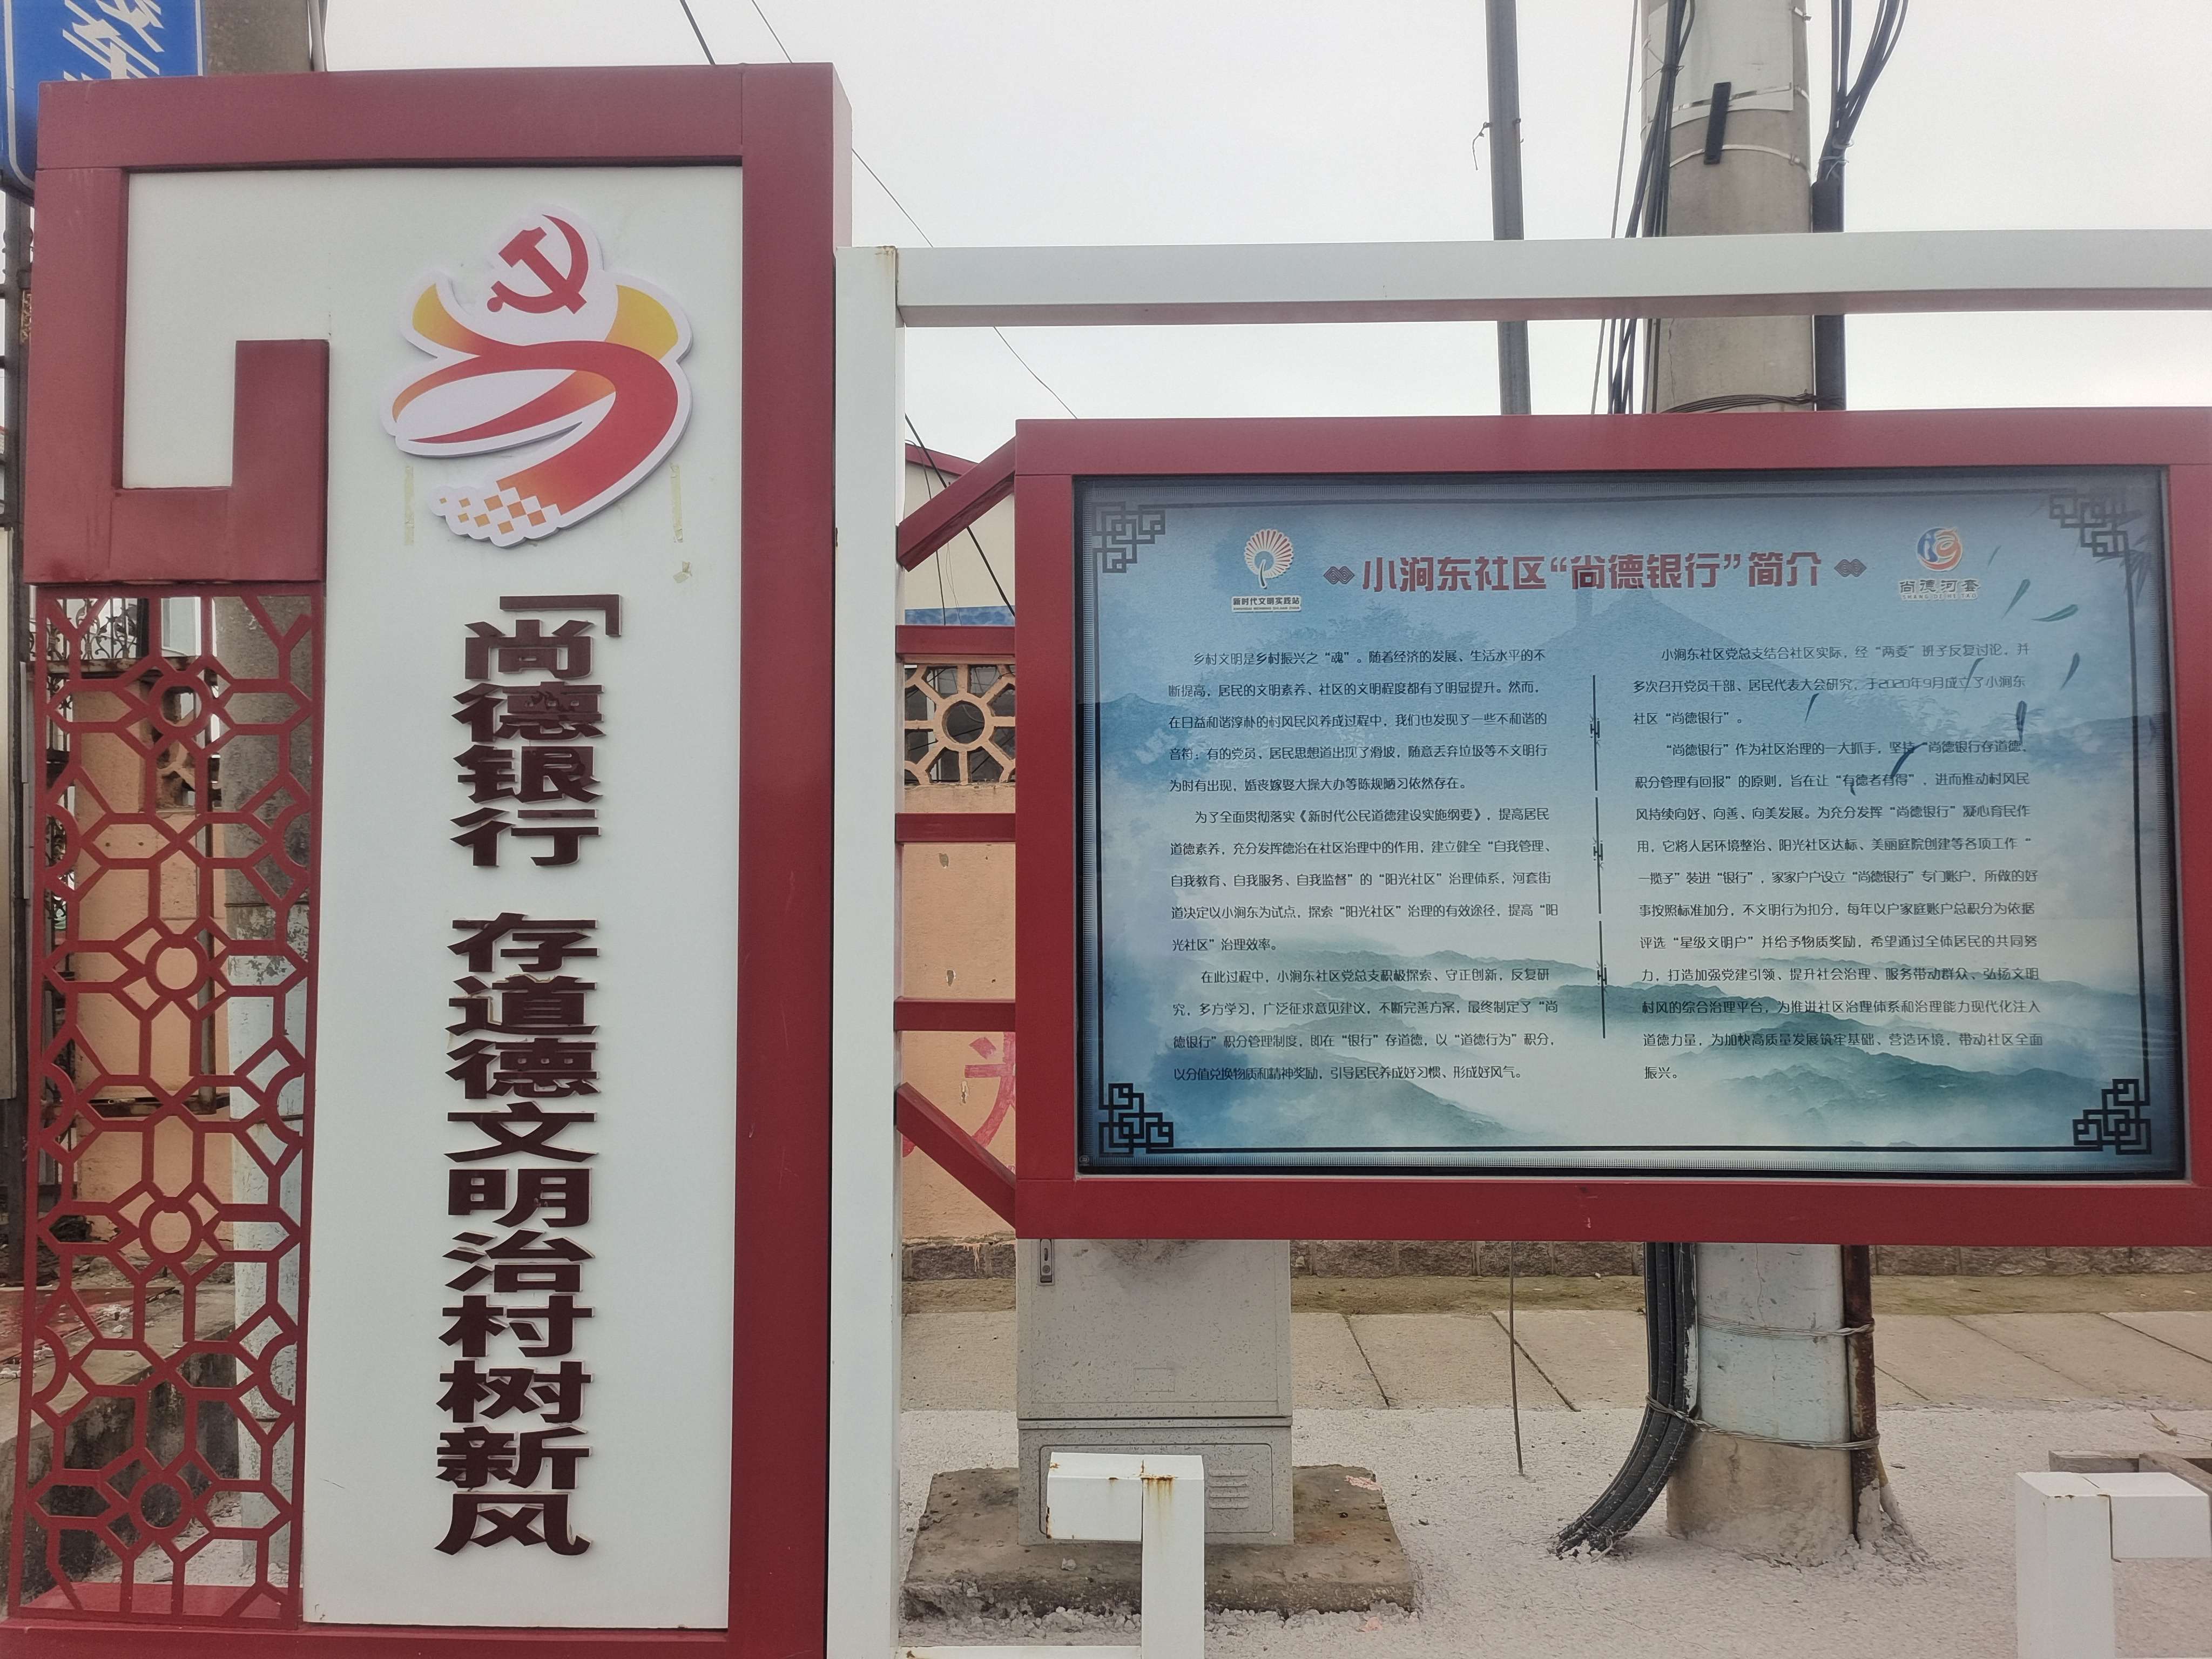 「尚德银行 存道德文明治村树新风
新时代文明实践站
小涧东社区“尚德银行”简介
尚德河套
SHANG DE HE TAO
乡村文明是乡村振兴之“魂”。随着经济的发展、生活水平的不
断提高，居民的文明素养、社区的文明程度都有了明显提升。然而，
在日益和谐淳朴的村风民风养成过程中，我们也发现了一些不和谐的
音符：有的党员、居民思想道出现了滑坡，随意丢弃垃圾等不文明行
为时有出现，婚丧嫁娶大操大办等陈规陋习依然存在。
为了全面贯彻落实《新时代公民道德建设实施纲要》，提高居民
道德素养，充分发挥德治在社区治理中的作用，建立健全“自我管理、
自我教育、自我服务、自我监督”的“阳光社区”治理体系，河套街
道决定以小涧东为试点，探索“阳光社区”治理的有效途径，提高“阳
光社区”治理效率。
在此过程中，小涧东社区党总支积极探索、守正创新，反复研
究，多方学习，广泛征求意见建议，不断完善方案，最终制定了“尚
德银行”积分管理制度，即在“银行”存道德，以“道德行为”积分，
以分值兑换物质和精神奖励，引导居民养成好习惯、形成好风气。
小涧东社区党总支结合社区实际，经“两委”班子反复讨论，并
多次召开党员干部、居民代表大会研究，于2020年9月成立了小涧东
社区“尚德银行”。
“尚德银行”作为社区治理的一大抓手，坚持“尚德银行存道德、
积分管理有回报”的原则，旨在让“有德者有得”，进而推动村风民
风持续向好、向善、向美发展。为充分发挥“尚德银行”凝心育民作
用，它将人居环境整治、阳光社区达标、美丽庭院创建等各项工作“
一揽子”装进“银行”，家家户户设立“尚德银行”专门账户，所做的好
事按照标准加分，不文明行为扣分，每年以户家庭账户总积分为依据
评选“星级文明户”并给予物质奖励，希望通过全体居民的共同努
力，打造加强党建引领、提升社会治理、服务带动群众、弘扬文明
村风的综合治理平台，为推进社区治理体系和治理能力现代化注入
道德力量，为加快高质量发展筑牢基础、营造环境，带动社区全面
振兴。